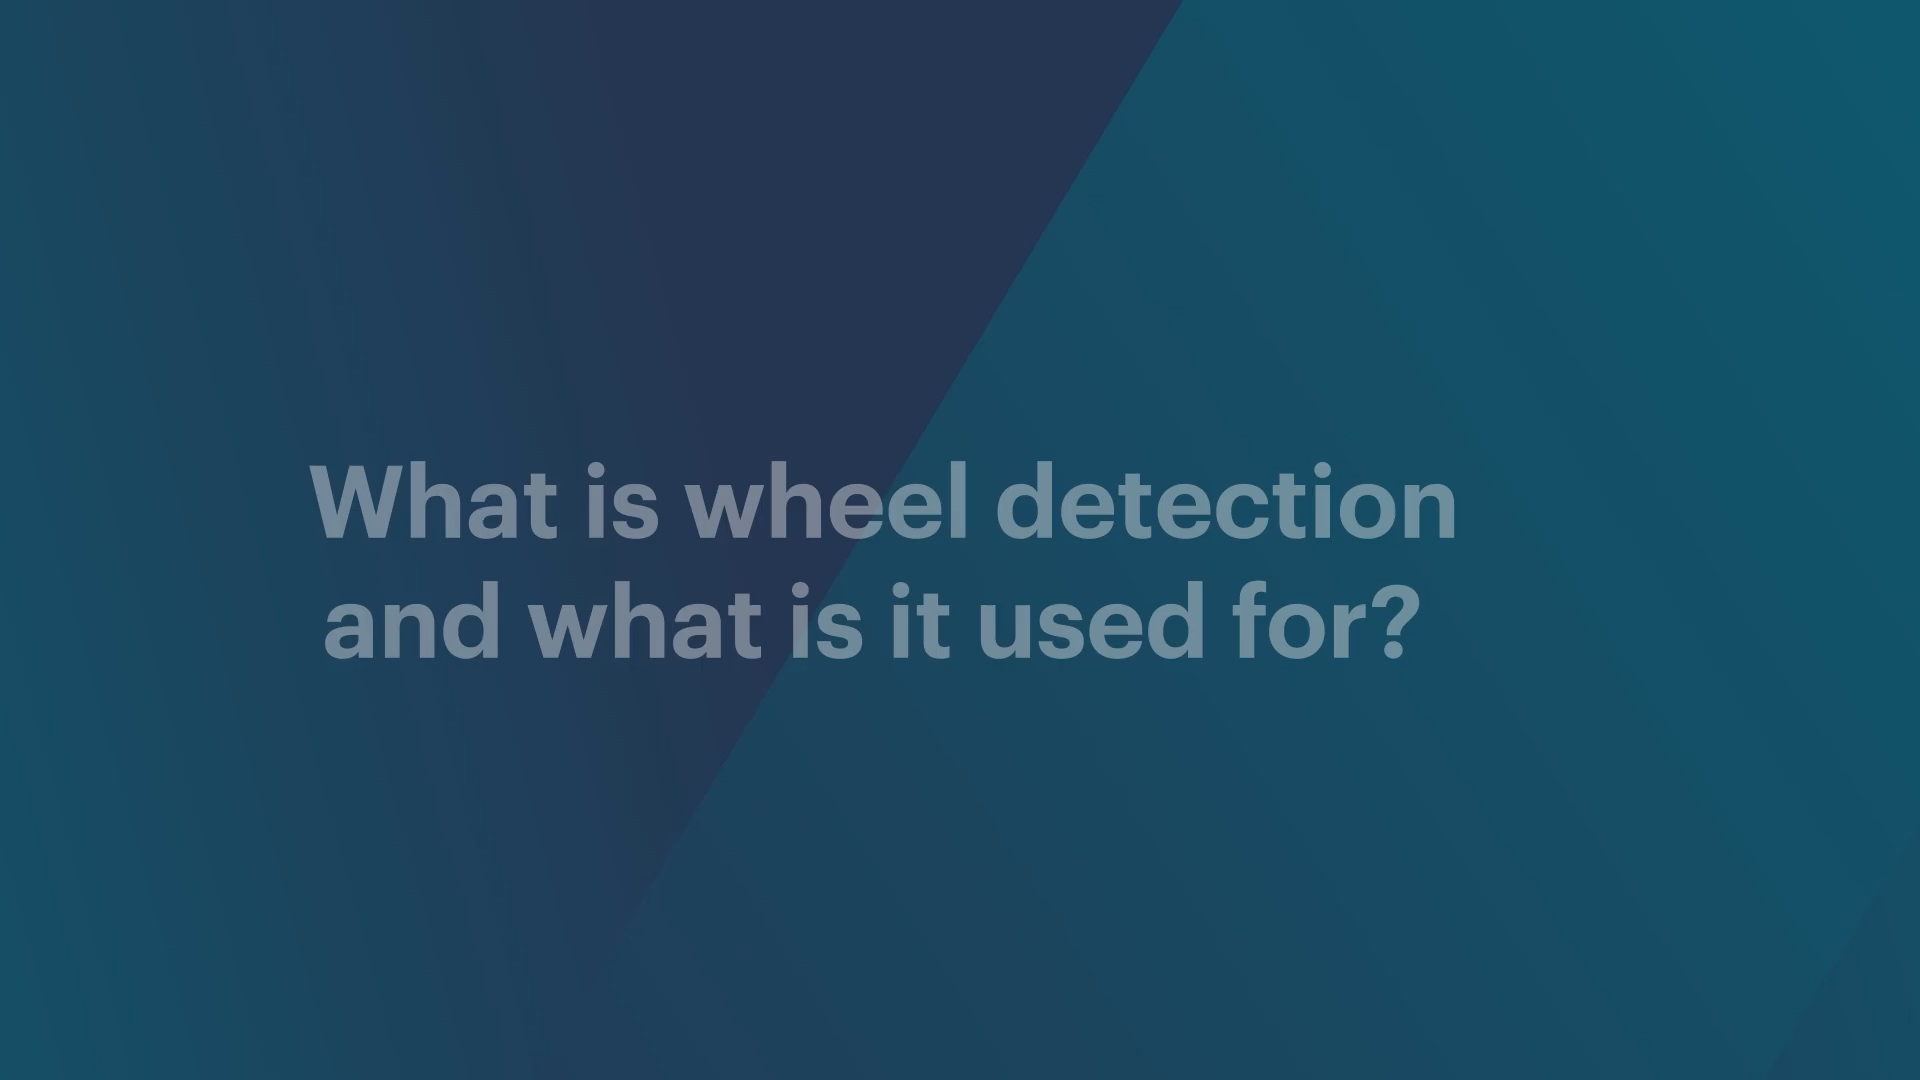 What is wheel detection
and what is it used for?